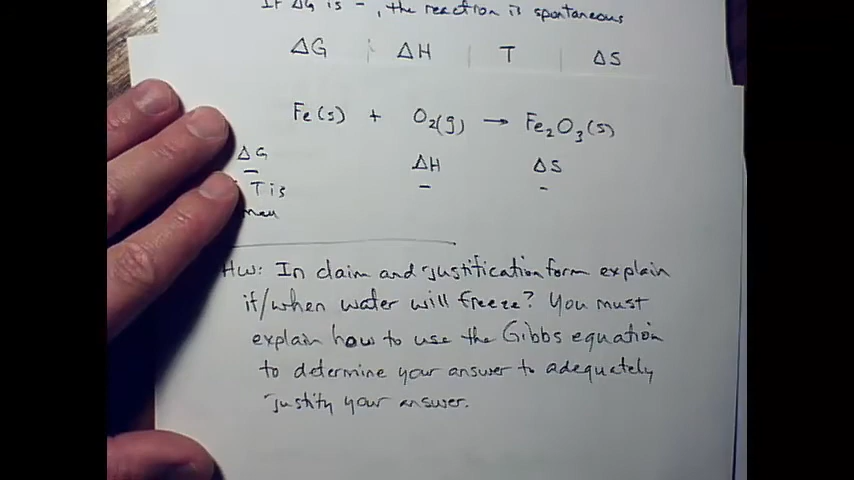 If ΔG is -, the reaction is spontaneous
ΔG | ΔH | T | ΔS
Fe(s) + O₂(g) → Fe₂O₃(s)
ΔG ΔH ΔS
- - -
T is
HW: In claim and justification form explain
if/when water will freeze? You must
explain how to use the Gibbs equation
to determine your answer to adequately
justify your answer.